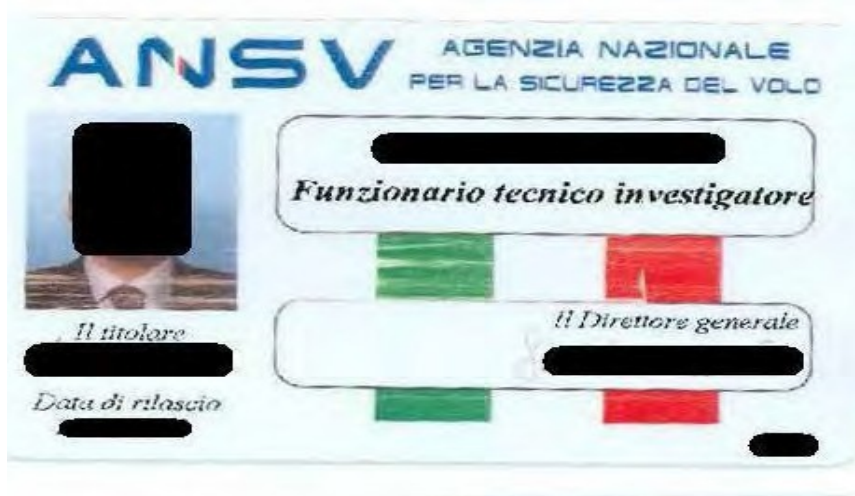 ANSV AGENZIA NAZIONALE
PER LA SICUREZZA DEL VOLO
Funzionario tecnico investigatore
Il titolare
Il Direttore generale
Data di rilascio